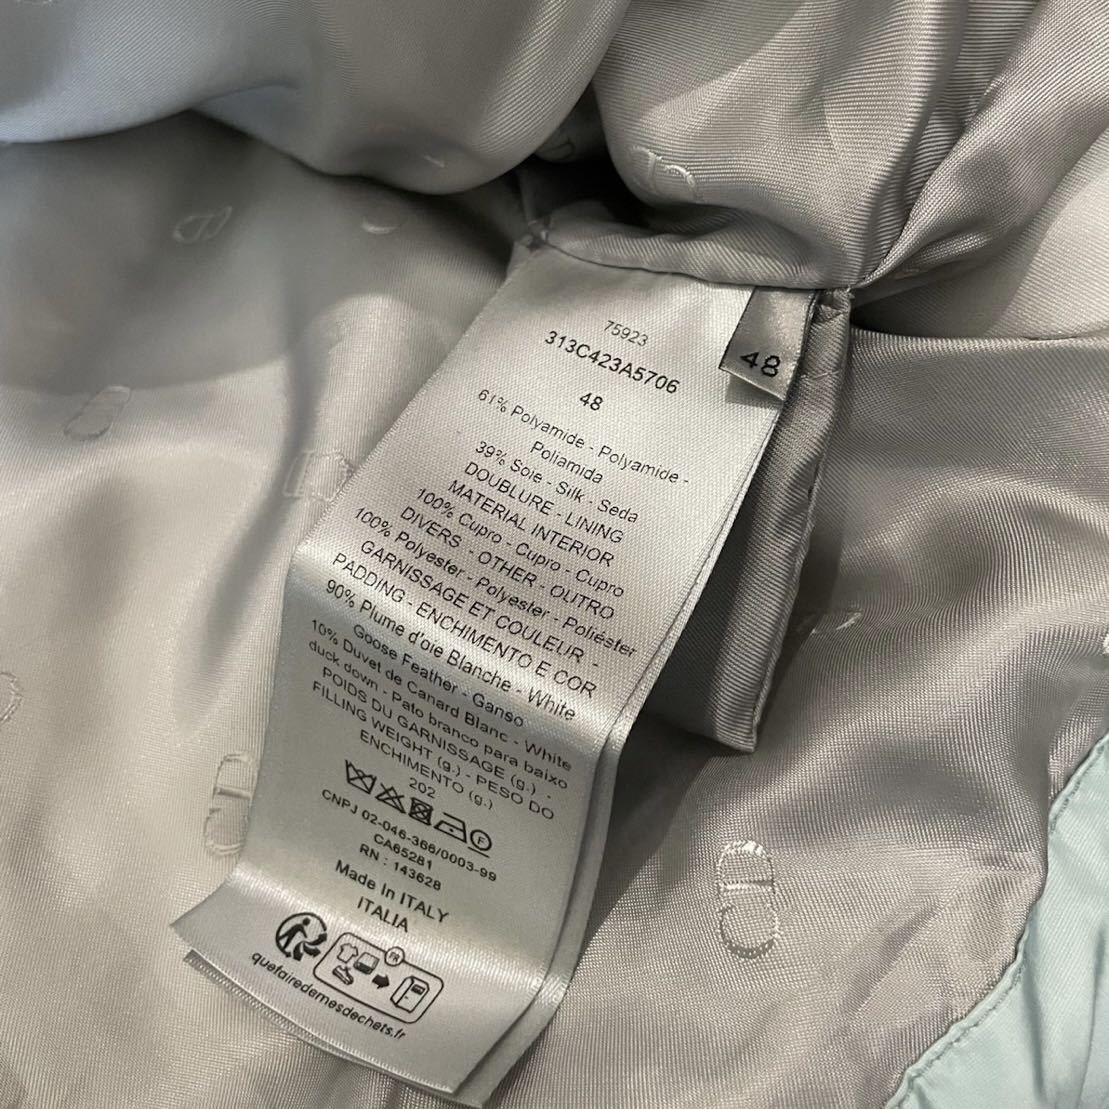 75923
313C423A5706
48
61% Polyamide - Polyamide -
Poliamida
39% Soie - Silk - Seda
DOUBLURE - LINING
MATERIAL INTERIOR
100% Cupro - Cupro - Cupro
DIVERS - OTHER - OUTRO
100% Polyester - Polyester - Poliéster
GARNISSAGE ET COULEUR -
PADDING - ENCHIMENTO E COR
90% Plume d'oie Blanche - White
Goose Feather - Ganso
10% Duvet de Canard Blanc - White
duck down - Pato branco para baixo
POIDS DU GARNISSAGE (g.) -
FILLING WEIGHT (g.) - PESO DO
ENCHIMENTO (g.)
202
F
CNPJ 02-046-366/0003-99
CA65281
RN : 143628
Made In ITALY
ITALIA
FR
quefairedemesdechets.fr
48